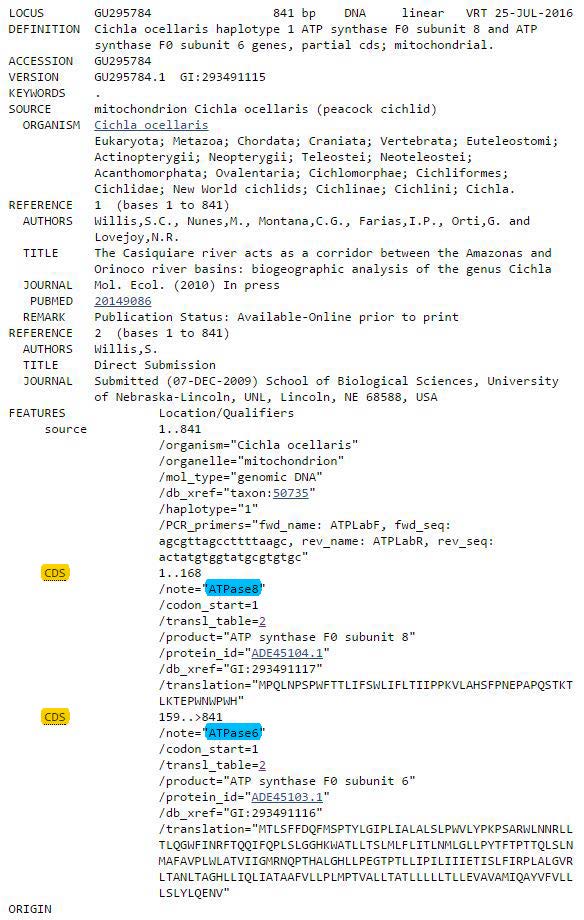 LOCUS GU295784 841 bp DNA linear VRT 25-JUL-2016
DEFINITION Cichla ocellaris haplotype 1 ATP synthase F0 subunit 8 and ATP
synthase F0 subunit 6 genes, partial cds; mitochondrial.
ACCESSION GU295784
VERSION GU295784.1 GI:293491115
KEYWORDS .
SOURCE mitochondrion Cichla ocellaris (peacock cichlid)
ORGANISM Cichla ocellaris
Eukaryota; Metazoa; Chordata; Craniata; Vertebrata; Euteleostomi;
Actinopterygii; Neopterygii; Teleostei; Neoteleostei;
Acanthomorphata; Ovalentaria; Cichlomorphae; Cichliformes;
Cichlidae; New World cichlids; Cichlinae; Cichlini; Cichla.
REFERENCE 1 (bases 1 to 841)
AUTHORS Willis,S.C., Nunes,M., Montana,C.G., Farias,I.P., Orti,G. and
Lovejoy,N.R.
TITLE The Casiquiare river acts as a corridor between the Amazonas and
Orinoco river basins: biogeographic analysis of the genus Cichla
JOURNAL Mol. Ecol. (2010) In press
PUBMED 20149086
REMARK Publication Status: Available-Online prior to print
REFERENCE 2 (bases 1 to 841)
AUTHORS Willis,S.
TITLE Direct Submission
JOURNAL Submitted (07-DEC-2009) School of Biological Sciences, University
of Nebraska-Lincoln, UNL, Lincoln, NE 68588, USA
FEATURES Location/Qualifiers
source 1..841
/organism="Cichla ocellaris"
/organelle="mitochondrion"
/mol_type="genomic DNA"
/db_xref="taxon:50735"
/haplotype="1"
/PCR_primers="fwd_name: ATPLabF, fwd_seq:
agcgttagccttttaagc, rev_name: ATPLabR, rev_seq:
actatgtggtatgcgtgtgc"
CDS 1..168
/note="ATPase8"
/codon_start=1
/transl_table=2
/product="ATP synthase F0 subunit 8"
/protein_id="ADE45104.1"
/db_xref="GI:293491117"
/translation="MPQLNPSPWFTTLIFSWLIFLTIIPPKVLAHSFPNEPAPQSTKT
LKTEPWNWPWH"
CDS 159..>841
/note="ATPase6"
/codon_start=1
/transl_table=2
/product="ATP synthase F0 subunit 6"
/protein_id="ADE45103.1"
/db_xref="GI:293491116"
/translation="MTLSFFDQFMSPTYLGIPLIALALSLPWVLYPKPSARWLNNRLL
TLQGWFINRFTQQIFQPLSLGGHKWATLLTSLMLFLITLNMLGLLPYTFTPTTQLSLN
MAFAVPLWLATVIIGMRNQPTHALGHLLPEGTPTLLIPILIIIETISLFIRPLALGVR
LTANLTAGHLLIQLIATAAFVLLPLMPTVALLTATLLLLLTLLEVAVAMIQAYVFVLL
LSLYLQENV"
ORIGIN